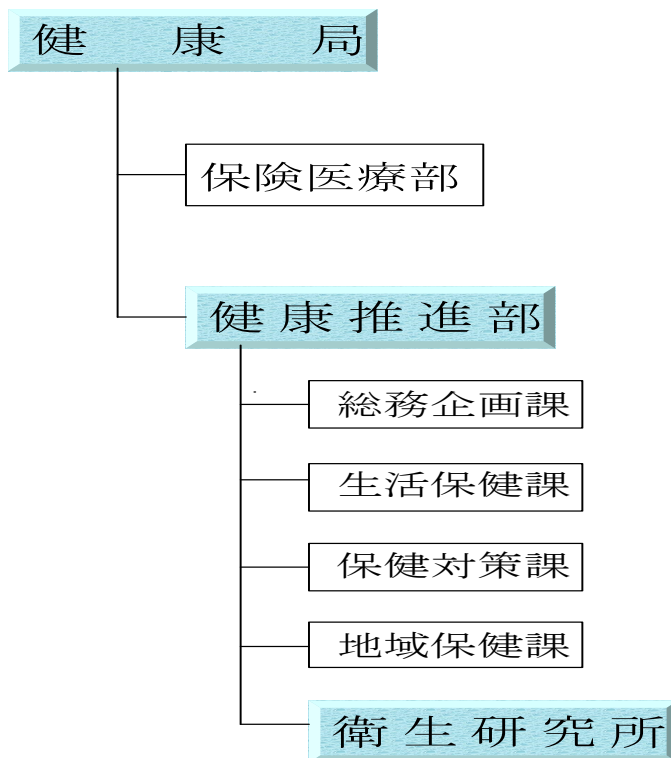 健康局
保険医療部
健康推進部
総務企画課
生活保健課
保健対策課
地域保健課
衛生研究所